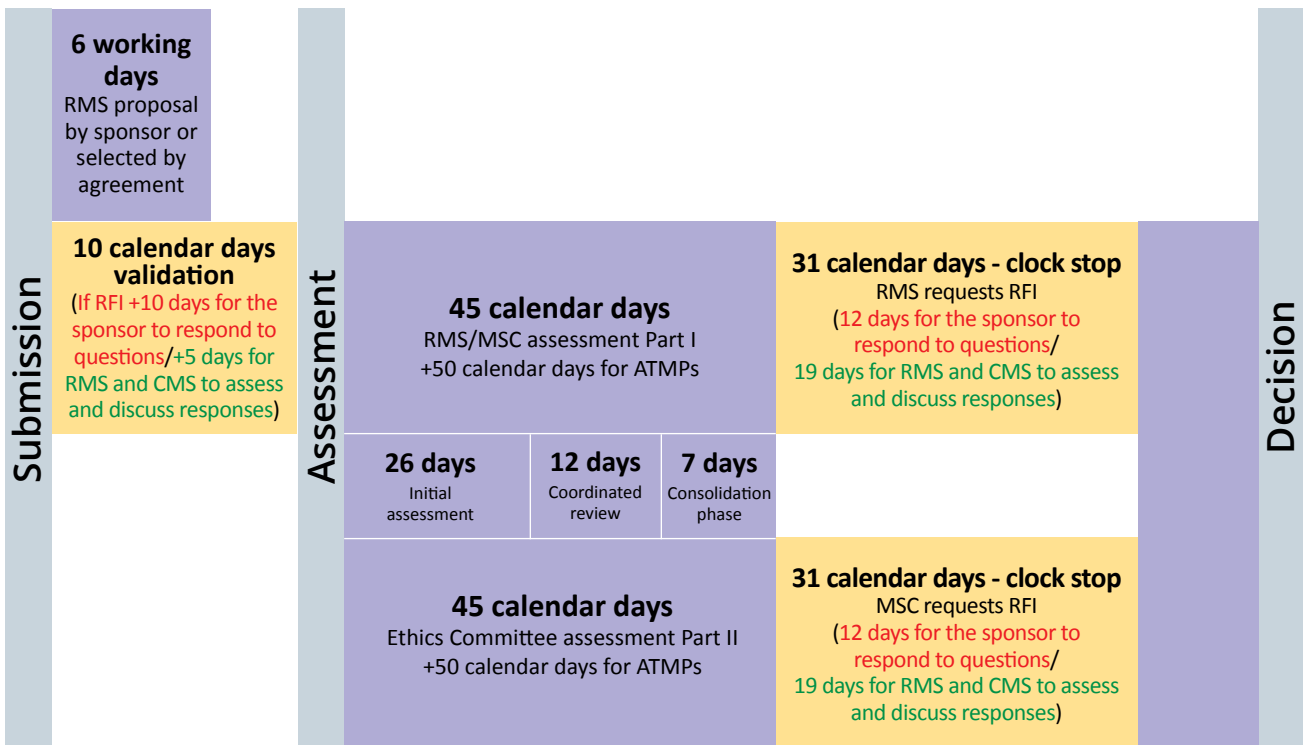 Submission
6 working
days
RMS proposal
by sponsor or
selected by
agreement
10 calendar days
validation
(If RFI +10 days for the
sponsor to respond to
questions/+5 days for
RMS and CMS to assess
and discuss responses)
Assessment
45 calendar days
RMS/MSC assessment Part I
+50 calendar days for ATMPs
26 days
Initial
assessment
12 days
Coordinated
review
7 days
Consolidation
phase
45 calendar days
Ethics Committee assessment Part II
+50 calendar days for ATMPs
31 calendar days - clock stop
RMS requests RFI
(12 days for the sponsor to
respond to questions/
19 days for RMS and CMS to assess
and discuss responses)
31 calendar days - clock stop
MSC requests RFI
(12 days for the sponsor to
respond to questions/
19 days for RMS and CMS to assess
and discuss responses)
Decision